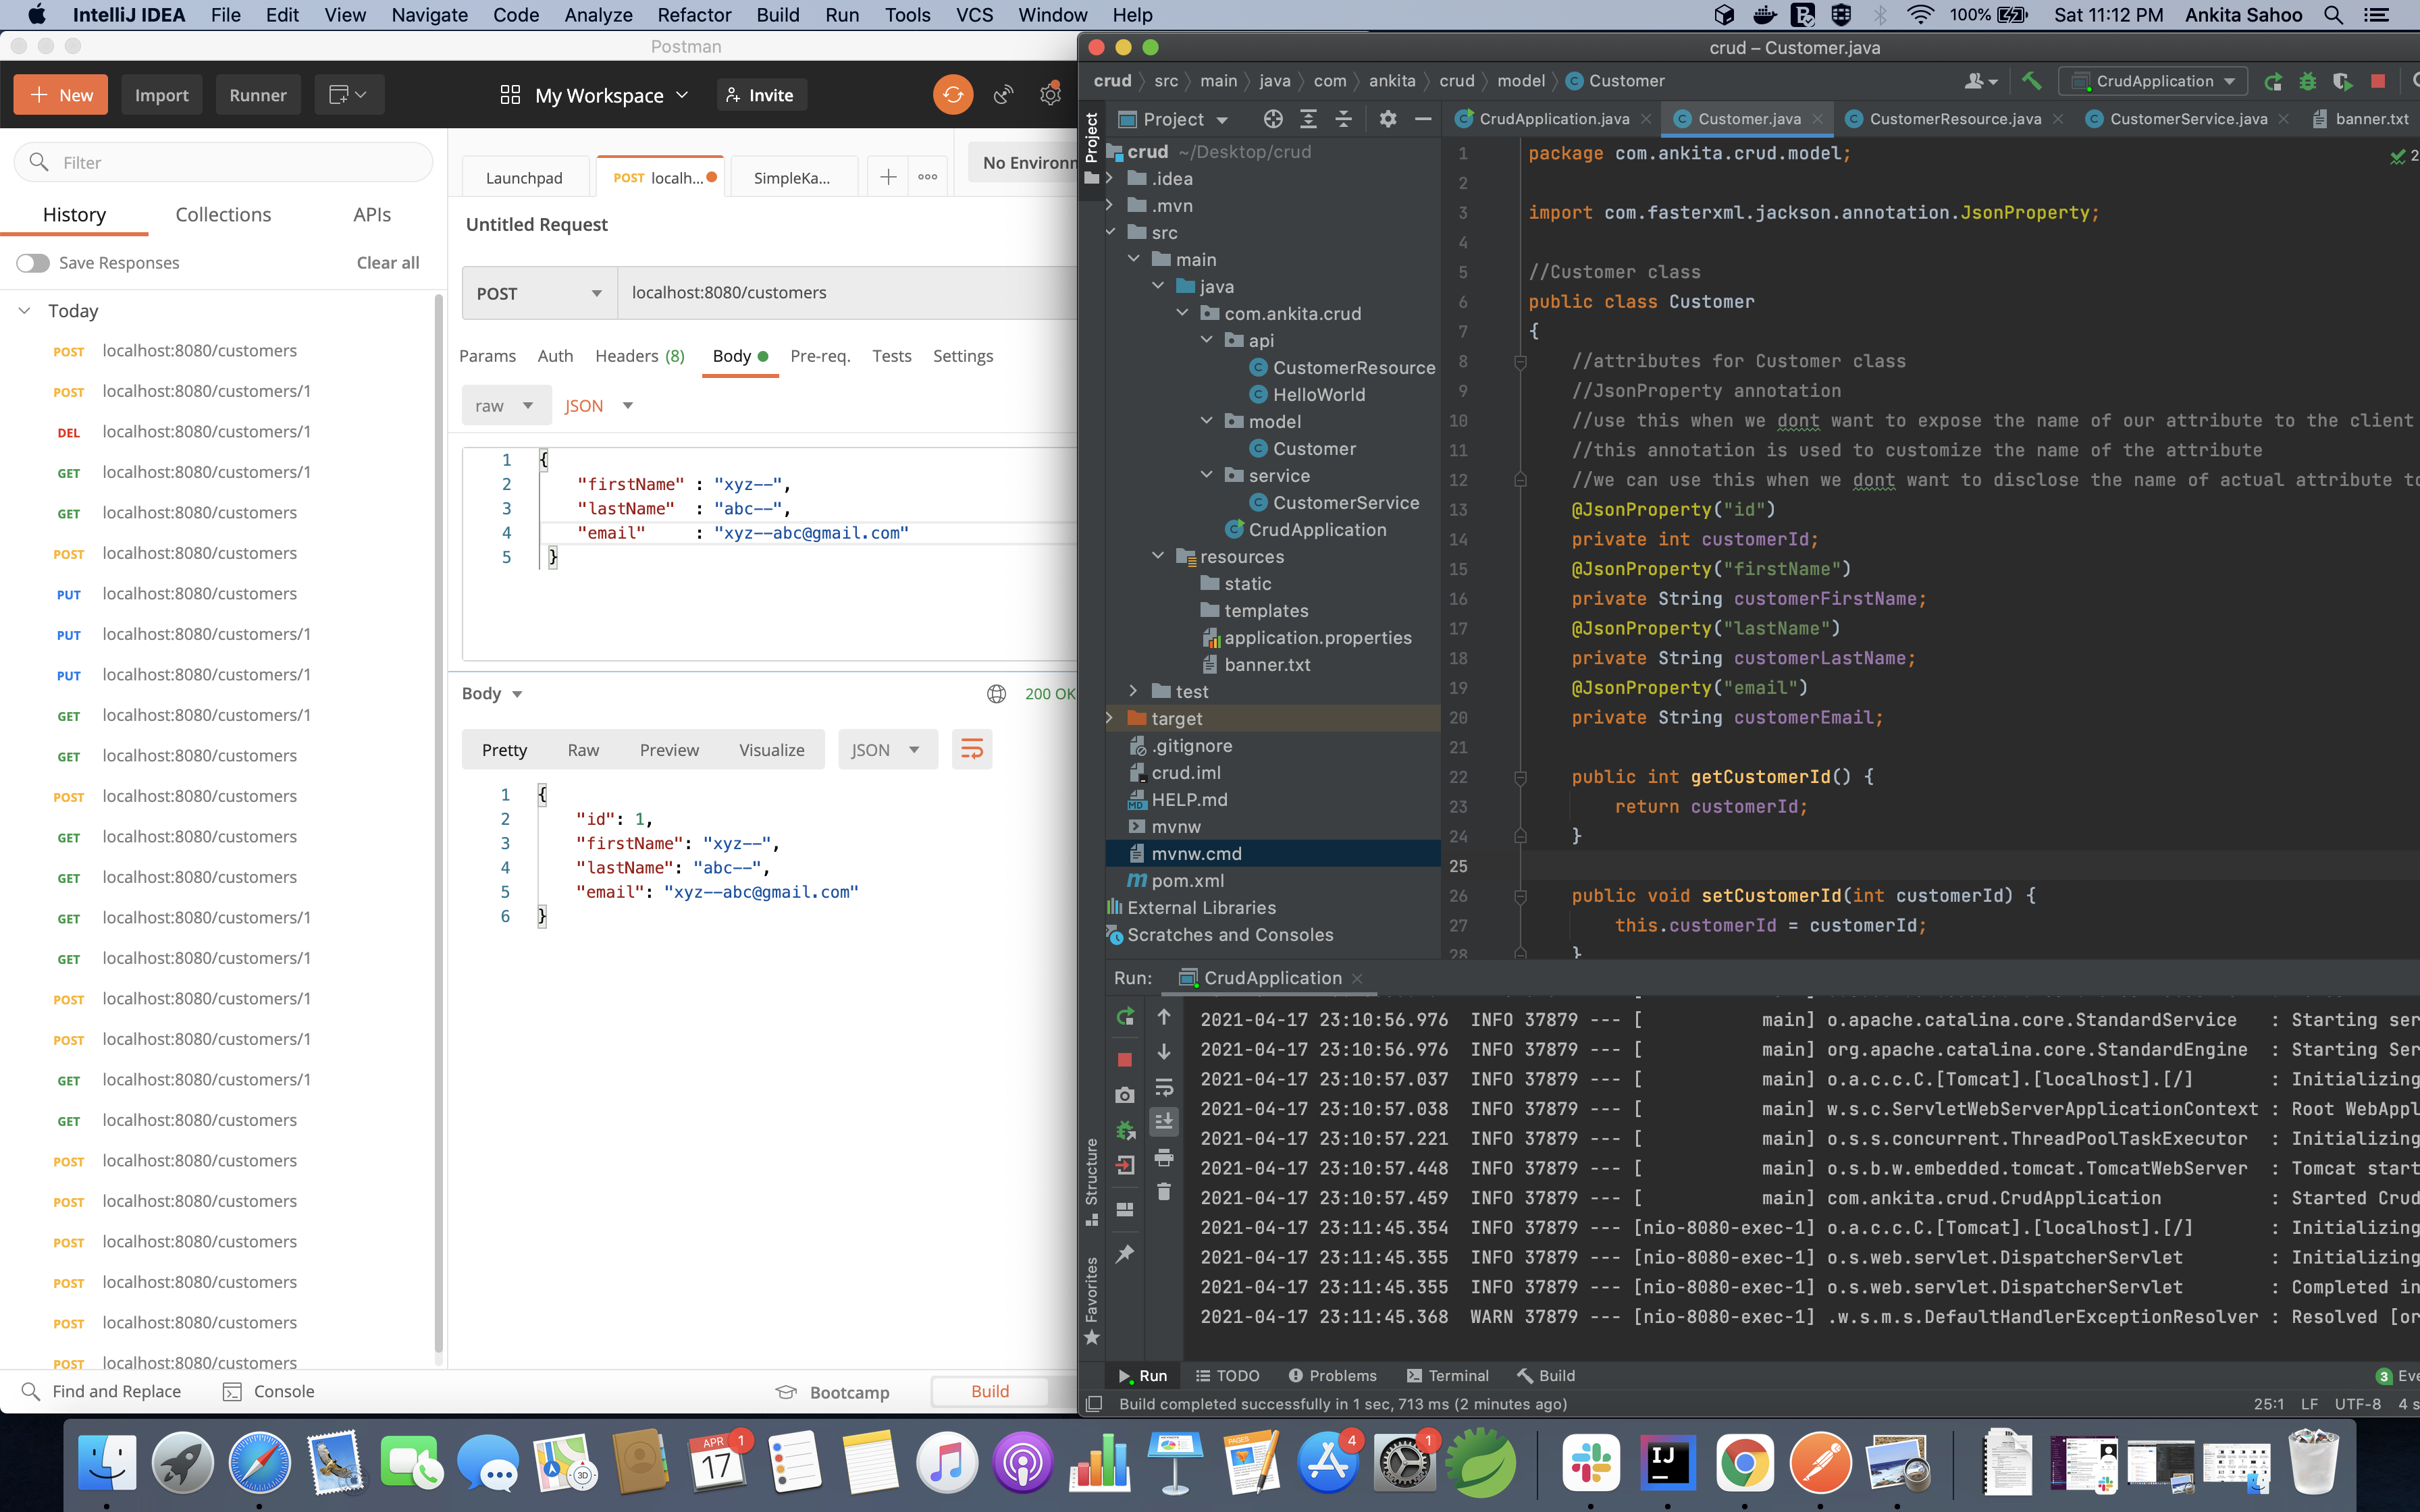 IntelliJ IDEA File Edit View Navigate Code Analyze Refactor Build Run Tools VCS Window Help 100% Sat 11:12 PM Ankita Sahoo
Postman
New Import Runner My Workspace Invite
Filter
History Collections APIs
Save Responses Clear all
Today
POST localhost:8080/customers
POST localhost:8080/customers/1
DEL localhost:8080/customers/1
GET localhost:8080/customers/1
GET localhost:8080/customers
POST localhost:8080/customers
PUT localhost:8080/customers
PUT localhost:8080/customers/1
PUT localhost:8080/customers/1
GET localhost:8080/customers/1
GET localhost:8080/customers
POST localhost:8080/customers
GET localhost:8080/customers
GET localhost:8080/customers
GET localhost:8080/customers/1
GET localhost:8080/customers/1
POST localhost:8080/customers/1
POST localhost:8080/customers/1
GET localhost:8080/customers/1
GET localhost:8080/customers
POST localhost:8080/customers
POST localhost:8080/customers
POST localhost:8080/customers
POST localhost:8080/customers
POST localhost:8080/customers
POST localhost:8080/customers
Find and Replace Console
Launchpad POST localh... SimpleKa... No Environm
Untitled Request
POST localhost:8080/customers
Params Auth Headers (8) Body Pre-req. Tests Settings
raw JSON
1 {
2 "firstName" : "xyz--",
3 "lastName" : "abc--",
4 "email" : "xyz--abc@gmail.com"
5 }
Body 200 OK
Pretty Raw Preview Visualize JSON
1 {
2 "id": 1,
3 "firstName": "xyz--",
4 "lastName": "abc--",
5 "email": "xyz--abc@gmail.com"
6 }
Bootcamp Build
crud – Customer.java
crud src main java com ankita crud model Customer CrudApplication
Project
Project
CrudApplication.java Customer.java CustomerResource.java CustomerService.java banner.txt
crud ~/Desktop/crud
.idea
.mvn
src
main
java
com.ankita.crud
api
CustomerResource
HelloWorld
model
Customer
service
CustomerService
CrudApplication
resources
static
templates
application.properties
banner.txt
test
target
.gitignore
crud.iml
HELP.md
mvnw
mvnw.cmd
pom.xml
External Libraries
Scratches and Consoles
1 package com.ankita.crud.model; 2
2
3 import com.fasterxml.jackson.annotation.JsonProperty;
4
5 //Customer class
6 public class Customer
7 {
8 //attributes for Customer class
9 //JsonProperty annotation
10 //use this when we dont want to expose the name of our attribute to the client
11 //this annotation is used to customize the name of the attribute
12 //we can use this when we dont want to disclose the name of actual attribute to
13 @JsonProperty("id")
14 private int customerId;
15 @JsonProperty("firstName")
16 private String customerFirstName;
17 @JsonProperty("lastName")
18 private String customerLastName;
19 @JsonProperty("email")
20 private String customerEmail;
21
22 public int getCustomerId() {
23 return customerId;
24 }
25
26 public void setCustomerId(int customerId) {
27 this.customerId = customerId;
28 }
Run: CrudApplication
2021-04-17 23:10:56.976 INFO 37879 --- [ main] o.apache.catalina.core.StandardService : Starting ser
2021-04-17 23:10:56.976 INFO 37879 --- [ main] org.apache.catalina.core.StandardEngine : Starting Ser
2021-04-17 23:10:57.037 INFO 37879 --- [ main] o.a.c.c.C.[Tomcat].[localhost].[/] : Initializing
2021-04-17 23:10:57.038 INFO 37879 --- [ main] w.s.c.ServletWebServerApplicationContext : Root WebAppl
2021-04-17 23:10:57.221 INFO 37879 --- [ main] o.s.s.concurrent.ThreadPoolTaskExecutor : Initializing
2021-04-17 23:10:57.448 INFO 37879 --- [ main] o.s.b.w.embedded.tomcat.TomcatWebServer : Tomcat start
2021-04-17 23:10:57.459 INFO 37879 --- [ main] com.ankita.crud.CrudApplication : Started Crud
2021-04-17 23:11:45.354 INFO 37879 --- [nio-8080-exec-1] o.a.c.c.C.[Tomcat].[localhost].[/] : Initializing
2021-04-17 23:11:45.355 INFO 37879 --- [nio-8080-exec-1] o.s.web.servlet.DispatcherServlet : Initializing
2021-04-17 23:11:45.355 INFO 37879 --- [nio-8080-exec-1] o.s.web.servlet.DispatcherServlet : Completed in
2021-04-17 23:11:45.368 WARN 37879 --- [nio-8080-exec-1] .w.s.m.s.DefaultHandlerExceptionResolver : Resolved [or
Structure
Favorites
Run TODO Problems Terminal Build 3 Eve
Build completed successfully in 1 sec, 713 ms (2 minutes ago) 25:1 LF UTF-8 4 s
APR 17 1
3D
PAGES
4
1
IJ